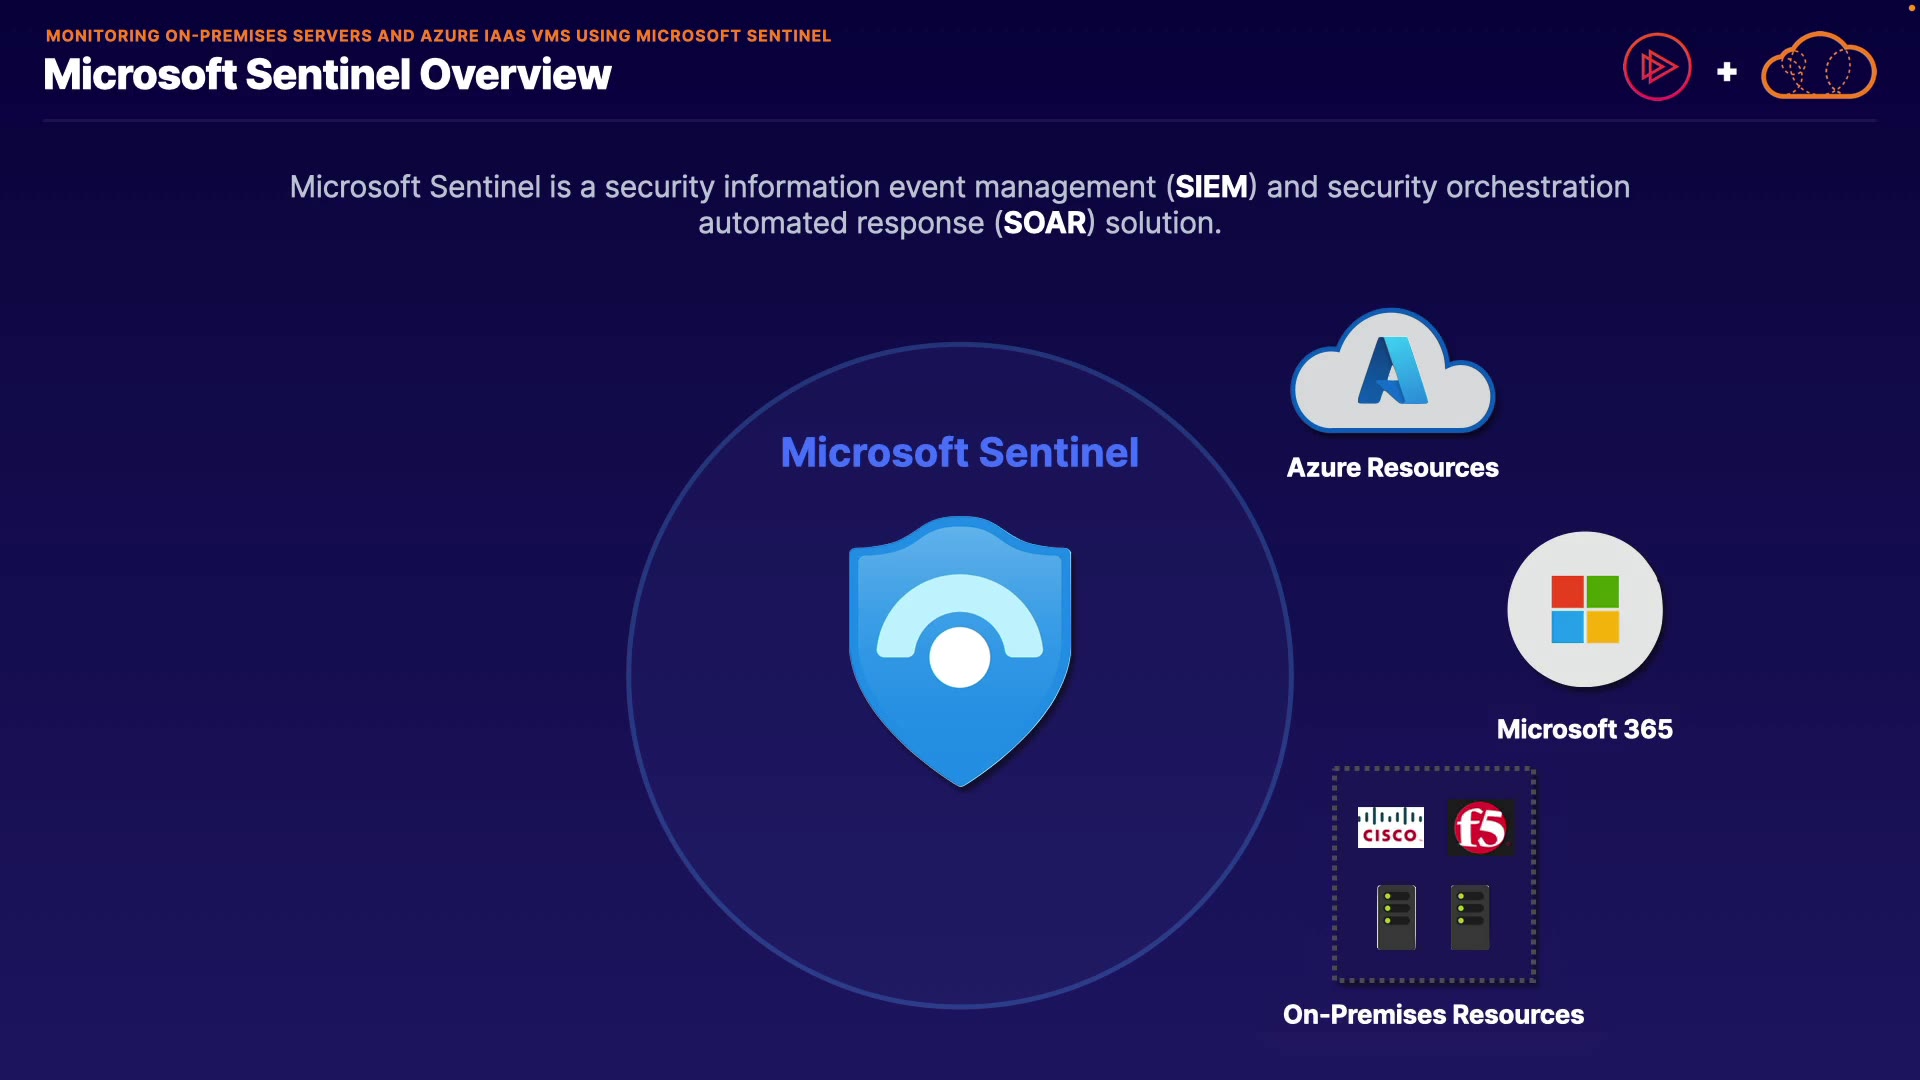 MONITORING ON-PREMISES SERVERS AND AZURE IAAS VMS USING MICROSOFT SENTINEL
Microsoft Sentinel Overview
Microsoft Sentinel is a security information event management (SIEM) and security orchestration
automated response (SOAR) solution.
Microsoft Sentinel
Azure Resources
Microsoft 365
CISCO
f5
On-Premises Resources